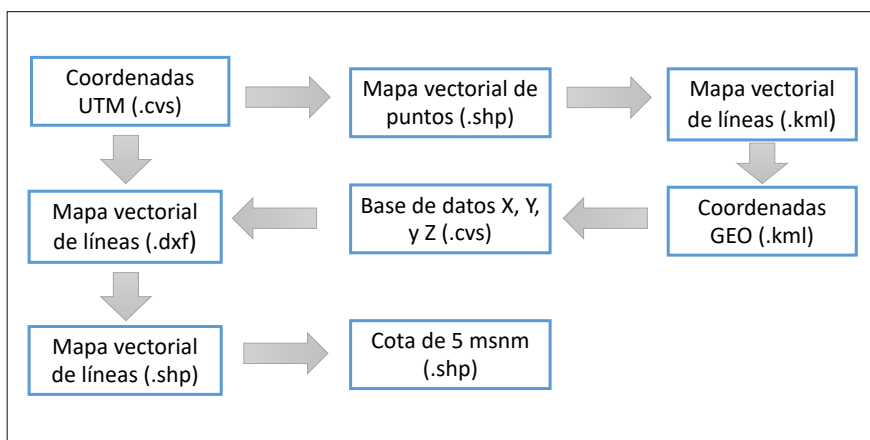 Coordenadas
UTM (.cvs)
Mapa vectorial de
puntos (.shp)
Mapa vectorial
de líneas (.kml)
Mapa vectorial
de líneas (.dxf)
Base de datos X, Y,
y Z (.cvs)
Coordenadas
GEO (.kml)
Mapa vectorial
de líneas (.shp)
Cota de 5 msnm
(.shp)